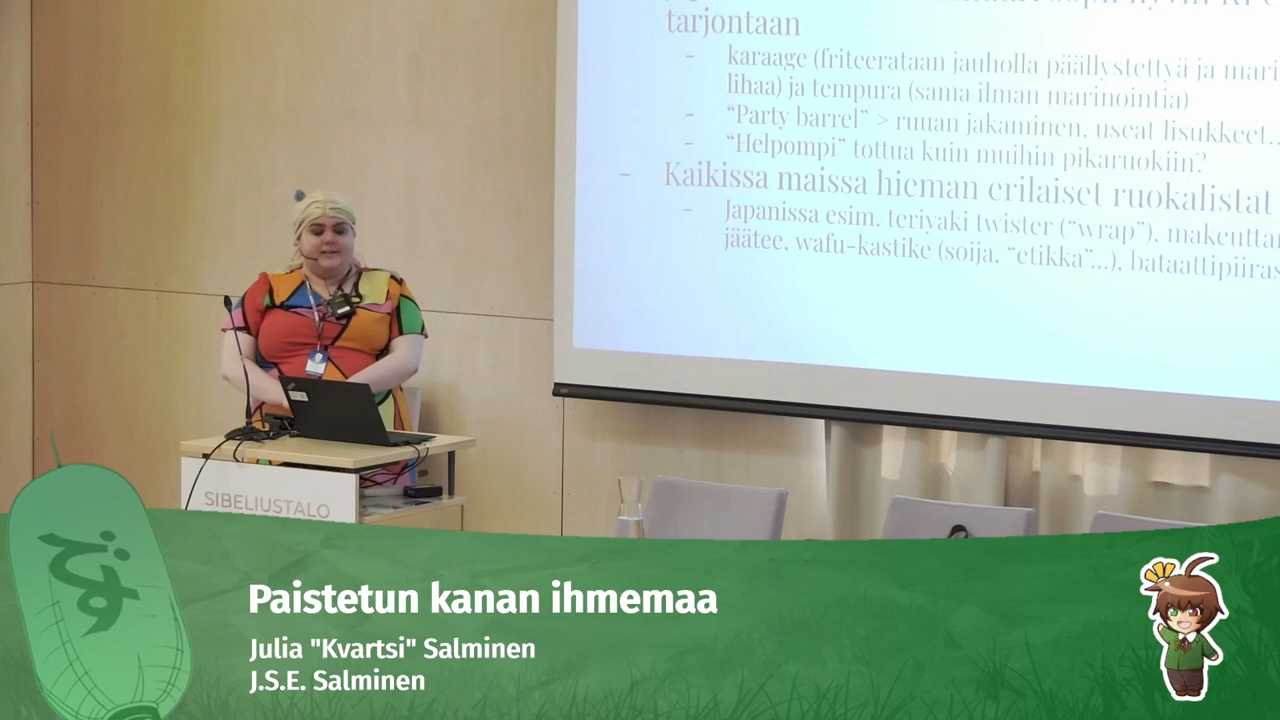 tarjontaan
- karaage (friteerataan jauholla päällystettyä ja mari
lihaa) ja tempura (sama ilman marinointia)
- "Party barrel" > ruuan jakaminen, useat lisukkeet...
- "Helpompi" tottua kuin muihin pikaruokiin?
- Kaikissa maissa hieman erilaiset ruokalistat
- Japanissa esim. teriyaki twister ("wrap"), makeuttam
jäätee, wafu-kastike (soija, "etikka"...), bataattipiiras
SIBELIUSTALO
Paistetun kanan ihmemaa
Julia "Kvartsi" Salminen
J.S.E. Salminen